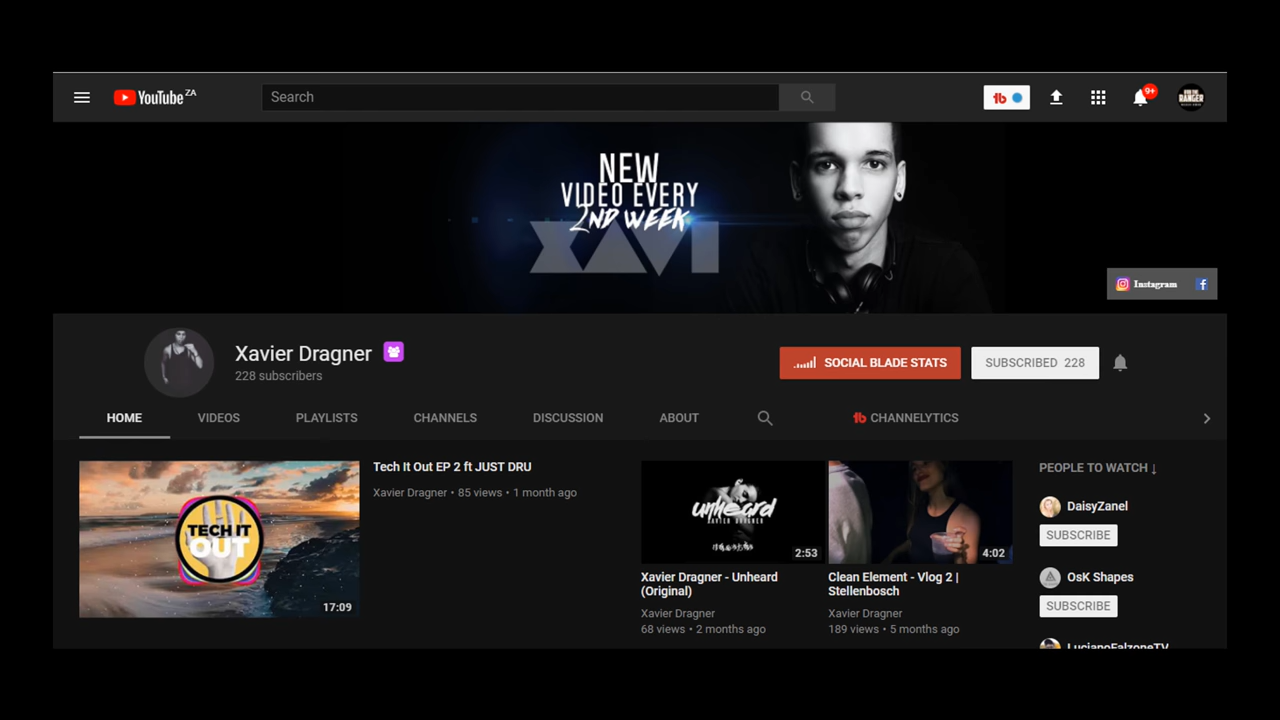 YouTube ZA
Search
9+
NEW
VIDEO EVERY
2ND WEEK
XAVI
Instagram
Xavier Dragner
228 subscribers
SOCIAL BLADE STATS
SUBSCRIBED 228
HOME VIDEOS PLAYLISTS CHANNELS DISCUSSION ABOUT CHANNELYTICS
TECH IT
OUT
17:09
Tech It Out EP 2 ft JUST DRU
Xavier Dragner • 85 views • 1 month ago
unheard
XAVIER DRAGNER
2:53
Xavier Dragner - Unheard
(Original)
Xavier Dragner
68 views • 2 months ago
4:02
Clean Element - Vlog 2 |
Stellenbosch
Xavier Dragner
189 views • 5 months ago
PEOPLE TO WATCH ↓
DaisyZanel
SUBSCRIBE
OsK Shapes
SUBSCRIBE
LucianoFalzoneTV